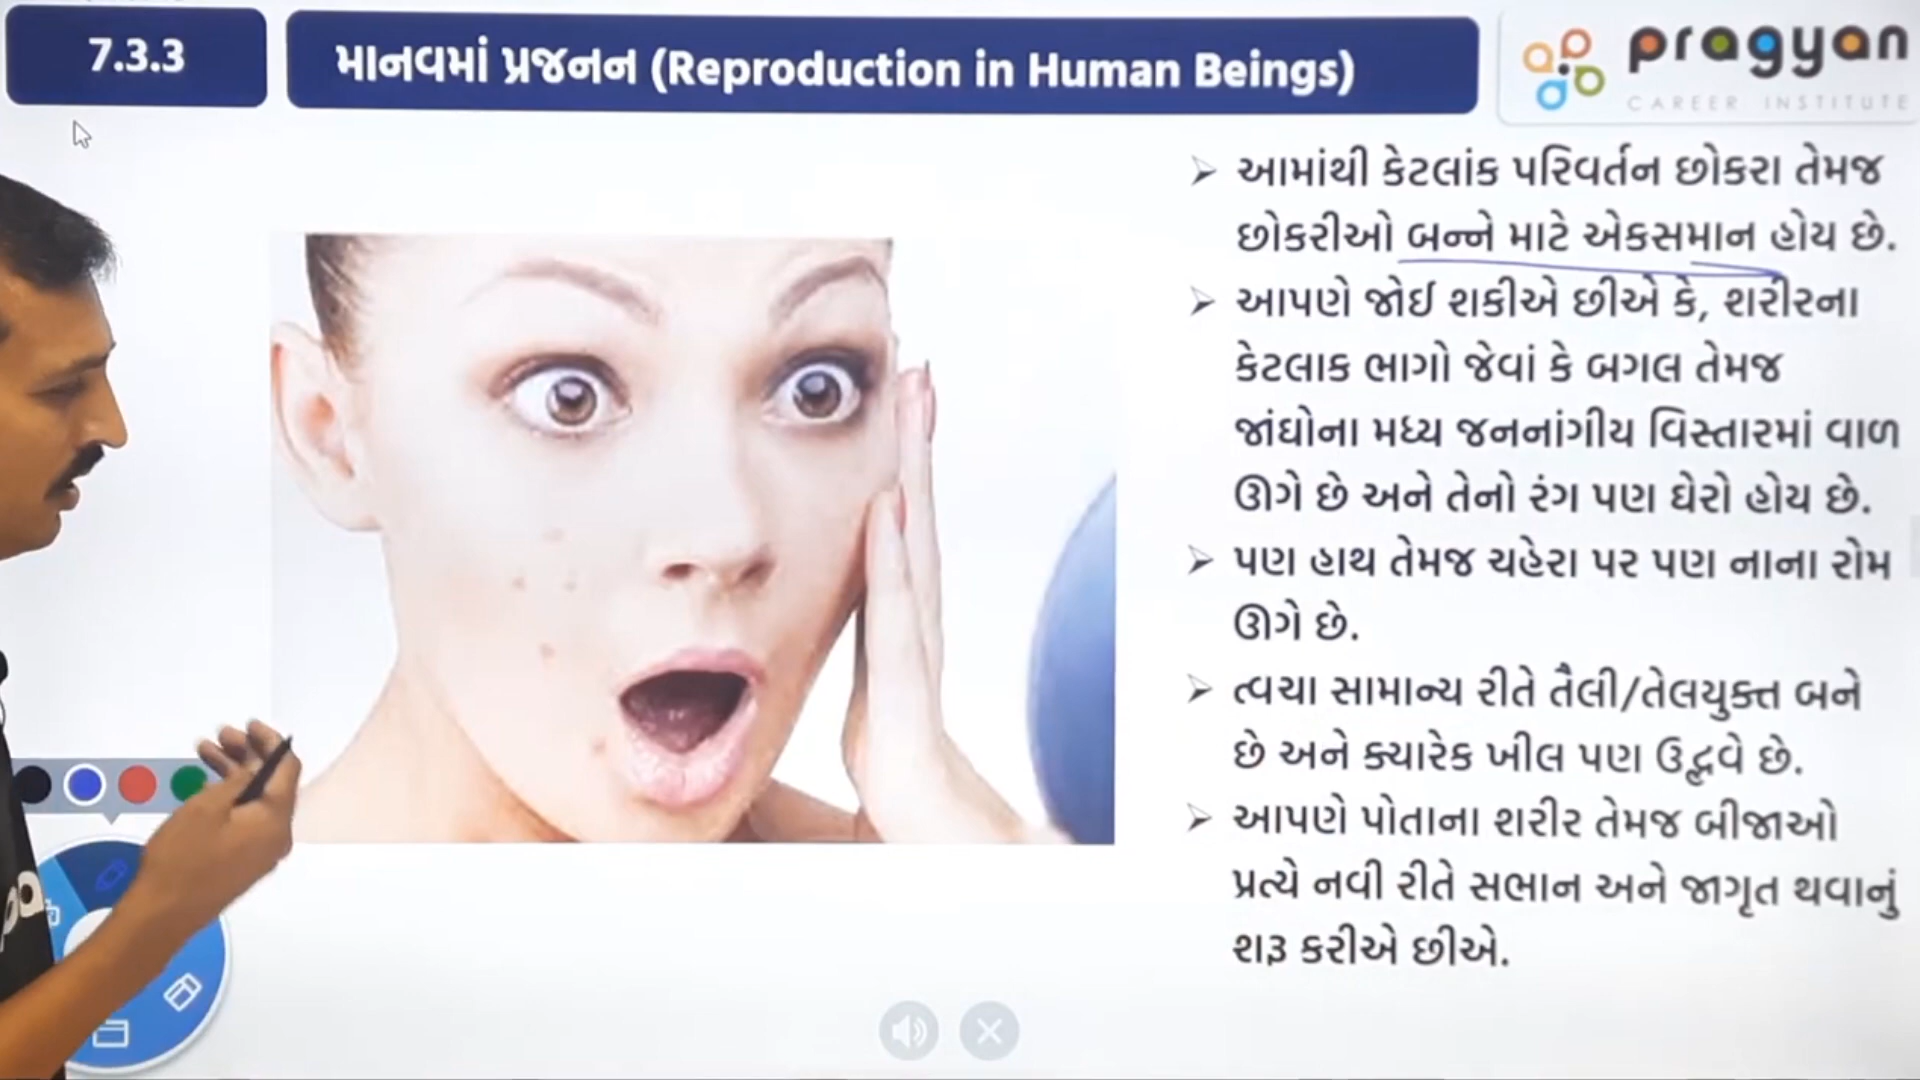 7.3.3
માનવમાં પ્રજનન (Reproduction in Human Beings)
pragyan
CAREER INSTITUTE
➢ આમાંથી કેટલાંક પરિવર્તન છોકરા તેમજ
છોકરીઓ બન્ને માટે એકસમાન હોય છે.
➢ આપણે જોઈ શકીએ છીએ કે, શરીરના
કેટલાક ભાગો જેવાં કે બગલ તેમજ
જાંઘોના મધ્ય જનનાંગીય વિસ્તારમાં વાળ
ઊગે છે અને તેનો રંગ પણ ઘેરો હોય છે.
➢ પણ હાથ તેમજ ચહેરા પર પણ નાના રોમ
ઊગે છે.
➢ ત્વચા સામાન્ય રીતે તૈલી/તેલયુક્ત બને
છે અને ક્યારેક ખીલ પણ ઉદ્ભવે છે.
➢ આપણે પોતાના શરીર તેમજ બીજાઓ
પ્રત્યે નવી રીતે સભાન અને જાગૃત થવાનું
શરૂ કરીએ છીએ.